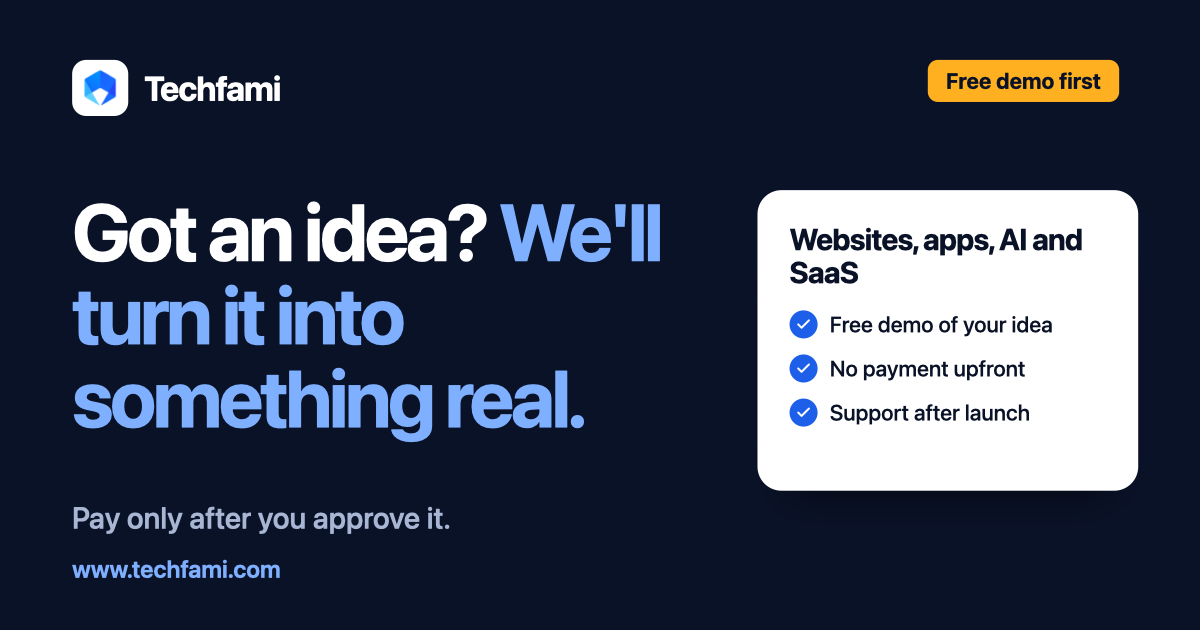 Techfami
Free demo first
Got an idea? We'll
turn it into
something real.
Pay only after you approve it.
www.techfami.com
Websites, apps, AI and
SaaS
Free demo of your idea
No payment upfront
Support after launch